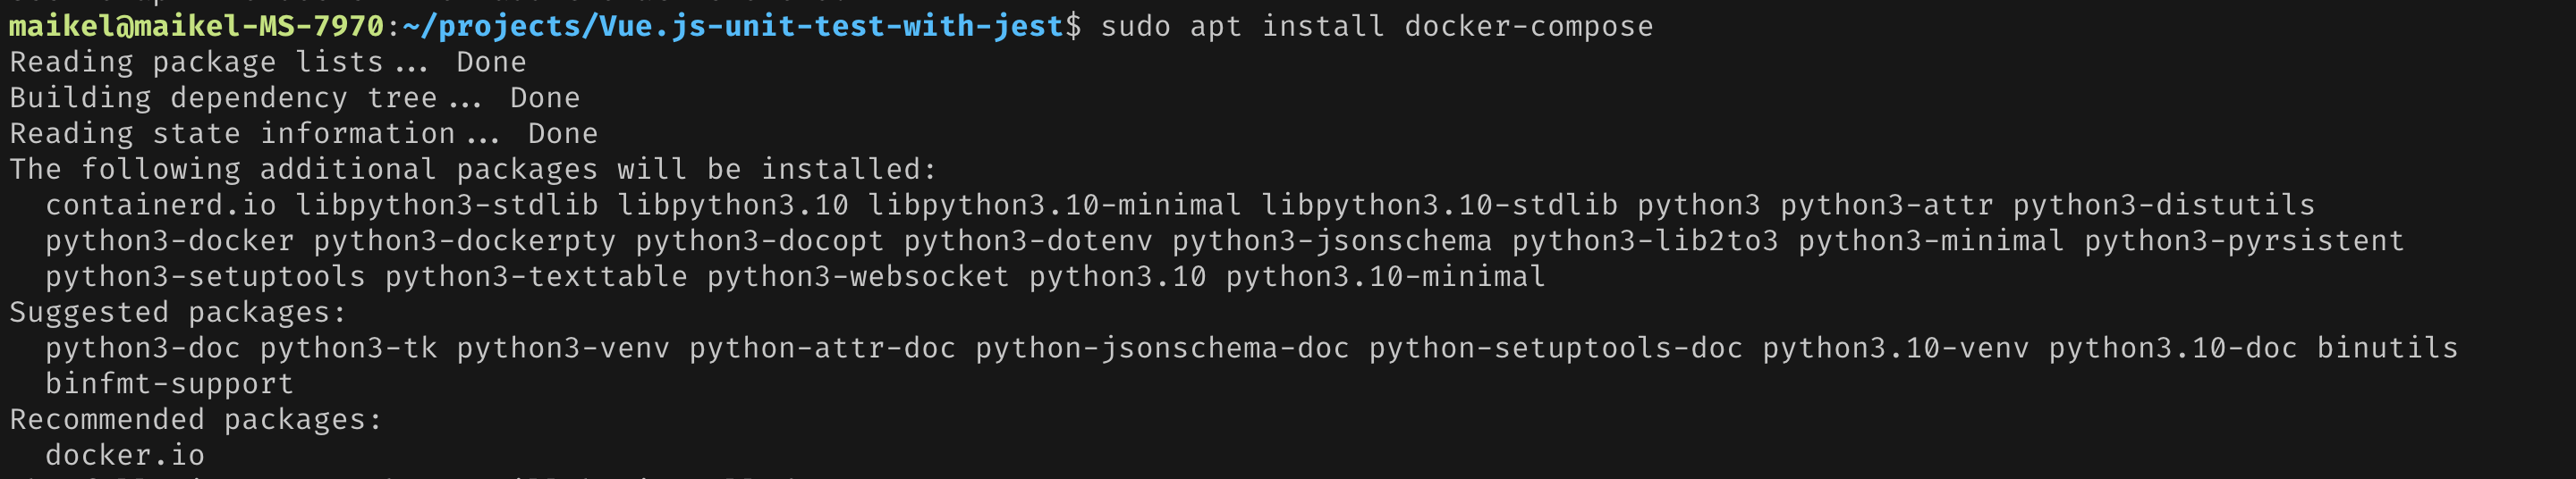 maikel@maikel-MS-7970:~/projects/Vue.js-unit-test-with-jest$ sudo apt install docker-compose
Reading package lists... Done
Building dependency tree... Done
Reading state information... Done
The following additional packages will be installed:
  containerd.io libpython3-stdlib libpython3.10 libpython3.10-minimal libpython3.10-stdlib python3 python3-attr python3-distutils
  python3-docker python3-dockerpty python3-docopt python3-dotenv python3-jsonschema python3-lib2to3 python3-minimal python3-pyrsistent
  python3-setuptools python3-texttable python3-websocket python3.10 python3.10-minimal
Suggested packages:
  python3-doc python3-tk python3-venv python-attr-doc python-jsonschema-doc python-setuptools-doc python3.10-venv python3.10-doc binutils
  binfmt-support
Recommended packages:
  docker.io